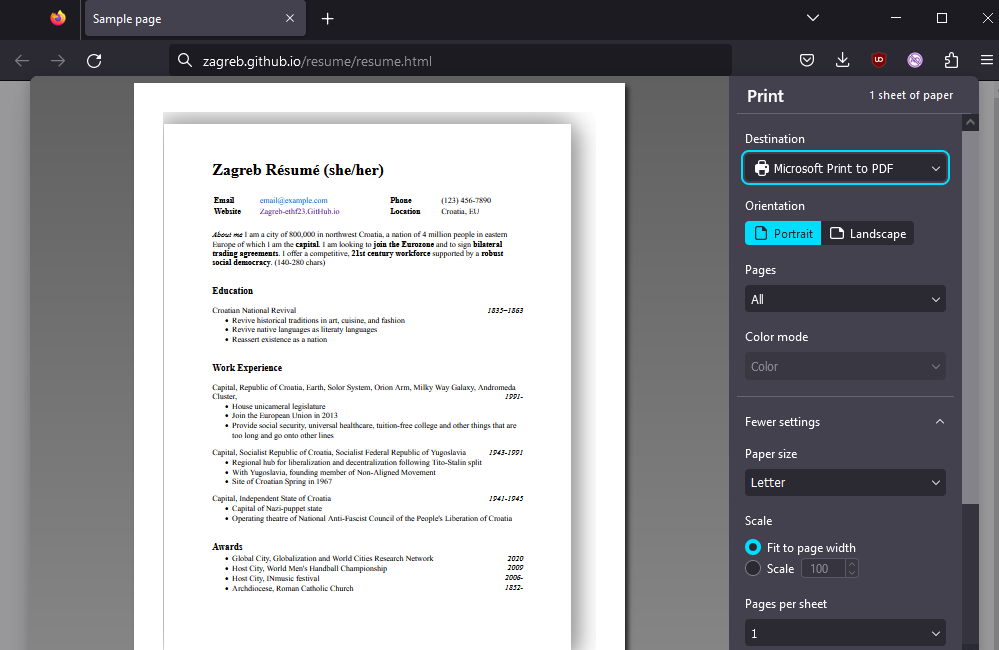 Sample page
zagreb.github.io/resume/resume.html
Print
1 sheet of paper
Destination
Microsoft Print to PDF
Orientation
Portrait
Landscape
Pages
All
Color mode
Color
Fewer settings
Paper size
Letter
Scale
Fit to page width
Scale 100
Pages per sheet
1
Zagreb Résumé (she/her)
Email email@example.com Phone (123) 456-7890
Website Zagreb-ethf23.GitHub.io Location Croatia, EU
About me I am a city of 800,000 in northwest Croatia, a nation of 4 million people in eastern
Europe of which I am the capital. I am looking to join the Eurozone and to sign bilateral
trading agreements. I offer a competitive, 21st century workforce supported by a robust
social democracy. (140-280 chars)
Education
Croatian National Revival 1835–1863
• Revive historical traditions in art, cuisine, and fashion
• Revive native languages as literaty languages
• Reassert existence as a nation
Work Experience
Capital, Republic of Croatia, Earth, Solor System, Orion Arm, Milky Way Galaxy, Andromeda
Cluster, 1991-
• House unicameral legislature
• Join the European Union in 2013
• Provide social security, universal healthcare, tuition-free college and other things that are
too long and go onto other lines
Capital, Socialist Republic of Croatia, Socialist Federal Republic of Yugoslavia 1943-1991
• Regional hub for liberalization and decentralization following Tito-Stalin split
• With Yugoslavia, founding member of Non-Aligned Movement
• Site of Croatian Spring in 1967
Capital, Independent State of Croatia 1941-1945
• Capital of Nazi-puppet state
• Operating theatre of National Anti-Fascist Council of the People's Liberation of Croatia
Awards
• Global City, Globalization and World Cities Research Network 2020
• Host City, World Men's Handball Championship 2009
• Host City, INmusic festival 2006-
• Archdiocese, Roman Catholic Church 1852-